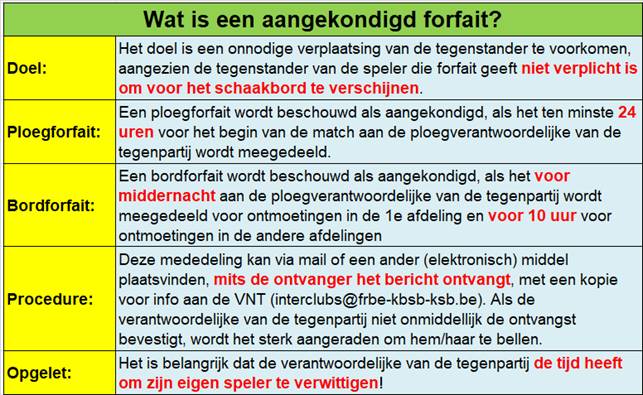 Wat is een aangekondigd forfait?
Doel:
Het doel is een onnodige verplaatsing van de tegenstander te voorkomen,
aangezien de tegenstander van de speler die forfait geeft niet verplicht is
om voor het schaakbord te verschijnen.
Ploegforfait:
Een ploegforfait wordt beschouwd als aangekondigd, als het ten minste 24
uren voor het begin van de match aan de ploegverantwoordelijke van de
tegenpartij wordt meegedeeld.
Bordforfait:
Een bordforfait wordt beschouwd als aangekondigd, als het voor
middernacht aan de ploegverantwoordelijke van de tegenpartij wordt
meegedeeld voor ontmoetingen in de 1e afdeling en voor 10 uur voor
ontmoetingen in de andere afdelingen
Procedure:
Deze mededeling kan via mail of een ander (elektronisch) middel
plaatsvinden, mits de ontvanger het bericht ontvangt, met een kopie
voor info aan de VNT (interclubs@frbe-kbsb-ksb.be). Als de
verantwoordelijke van de tegenpartij niet onmiddellijk de ontvangst
bevestigt, wordt het sterk aangeraden om hem/haar te bellen.
Opgelet:
Het is belangrijk dat de verantwoordelijke van de tegenpartij de tijd heeft
om zijn eigen speler te verwittigen!